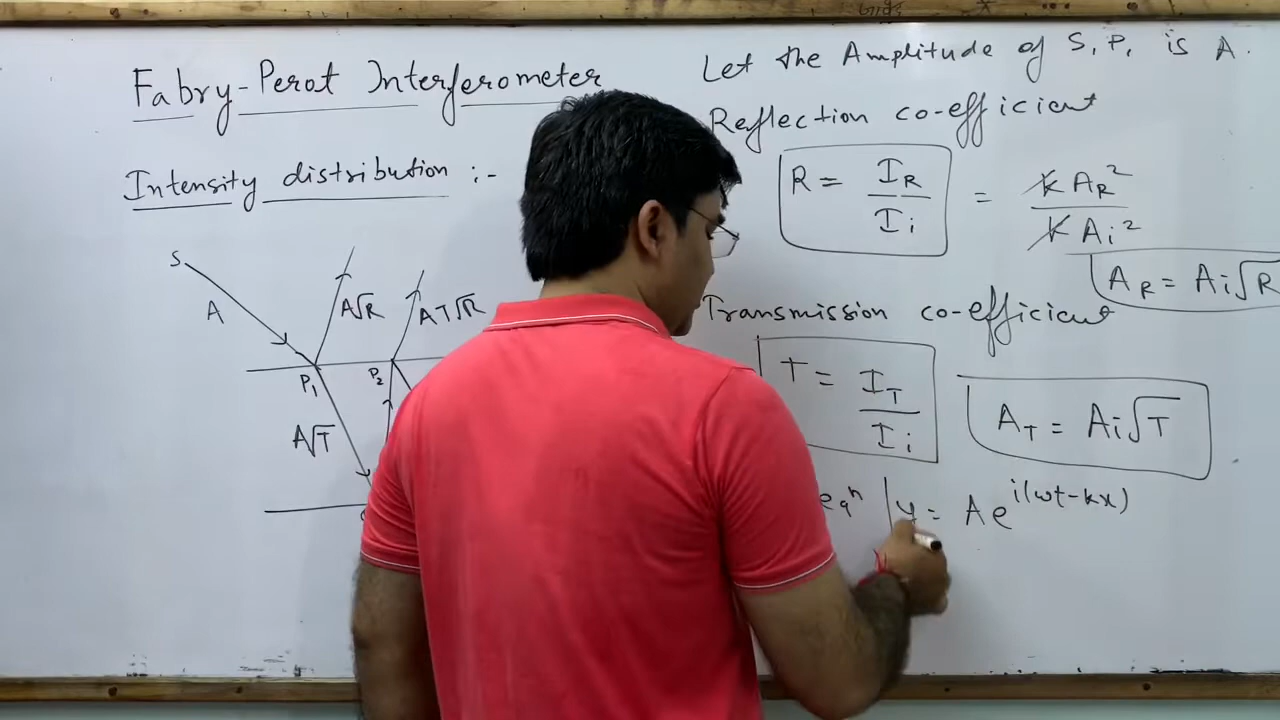 Fabry-Perot Interferometer
Intensity distribution :-
S
A
A√R
AT√R
P₁
P₂
A√T
Let the Amplitude of S, P, is A.
Reflection co-efficient
R = I_R / I_i = k A_R² / k A_i²
A_R = A_i√R
Transmission co-efficient
T = I_T / I_i
A_T = A_i√T
eqⁿ y = Ae^{i(ωt-kx)}